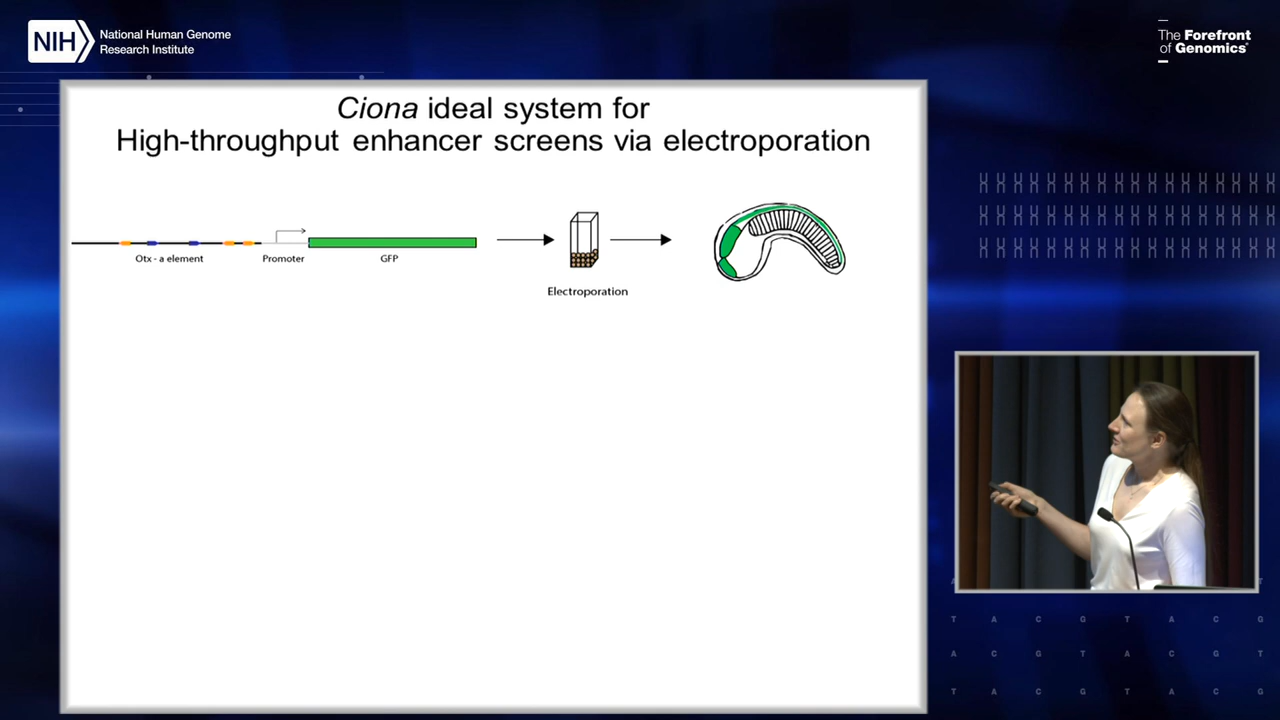 NIH
National Human Genome
Research Institute
The Forefront
of Genomics®
Ciona ideal system for
High-throughput enhancer screens via electroporation
Otx - a element
Promoter
GFP
Electroporation
T A C G T A C G
A C G T A C G T
T A C G T A C G